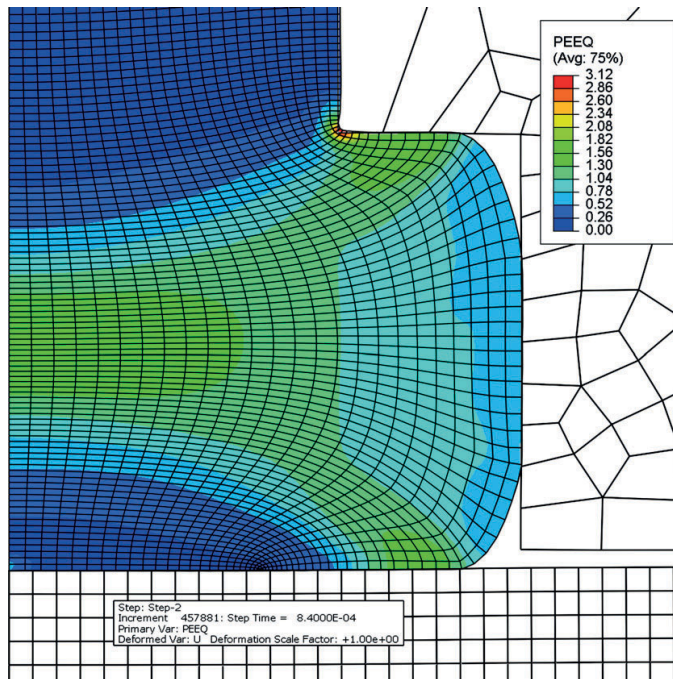 PEEQ
(Avg: 75%)
3.12
2.86
2.60
2.34
2.08
1.82
1.56
1.30
1.04
0.78
0.52
0.26
0.00
Step: Step-2
Increment 457881: Step Time = 8.4000E-04
Primary Var: PEEQ
Deformed Var: U Deformation Scale Factor: +1.00e+00